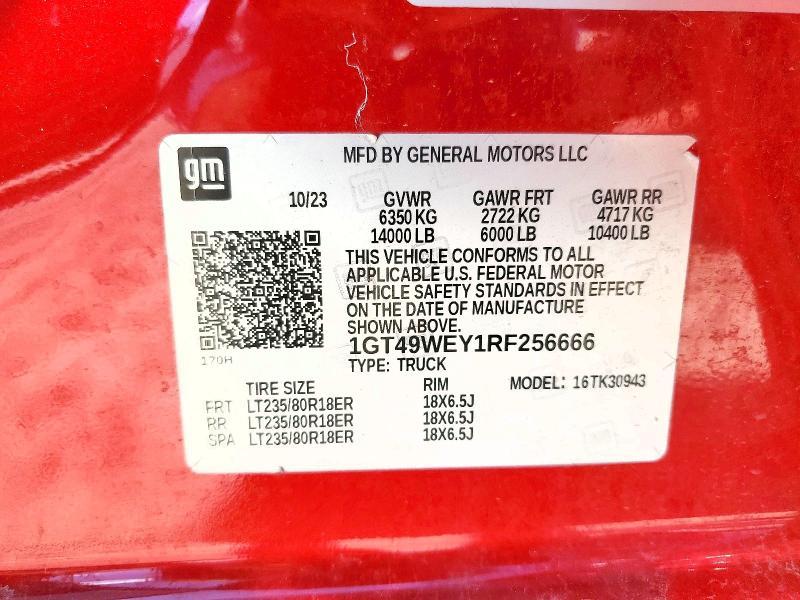 gm
MFD BY GENERAL MOTORS LLC
10/23 GVWR GAWR FRT GAWR RR
6350 KG 2722 KG 4717 KG
14000 LB 6000 LB 10400 LB
THIS VEHICLE CONFORMS TO ALL
APPLICABLE U.S. FEDERAL MOTOR
VEHICLE SAFETY STANDARDS IN EFFECT
ON THE DATE OF MANUFACTURE
SHOWN ABOVE.
170H
1GT49WEY1RF256666
TYPE: TRUCK
TIRE SIZE RIM MODEL: 16TK30943
FRT LT235/80R18ER 18X6.5J
RR LT235/80R18ER 18X6.5J
SPA LT235/80R18ER 18X6.5J